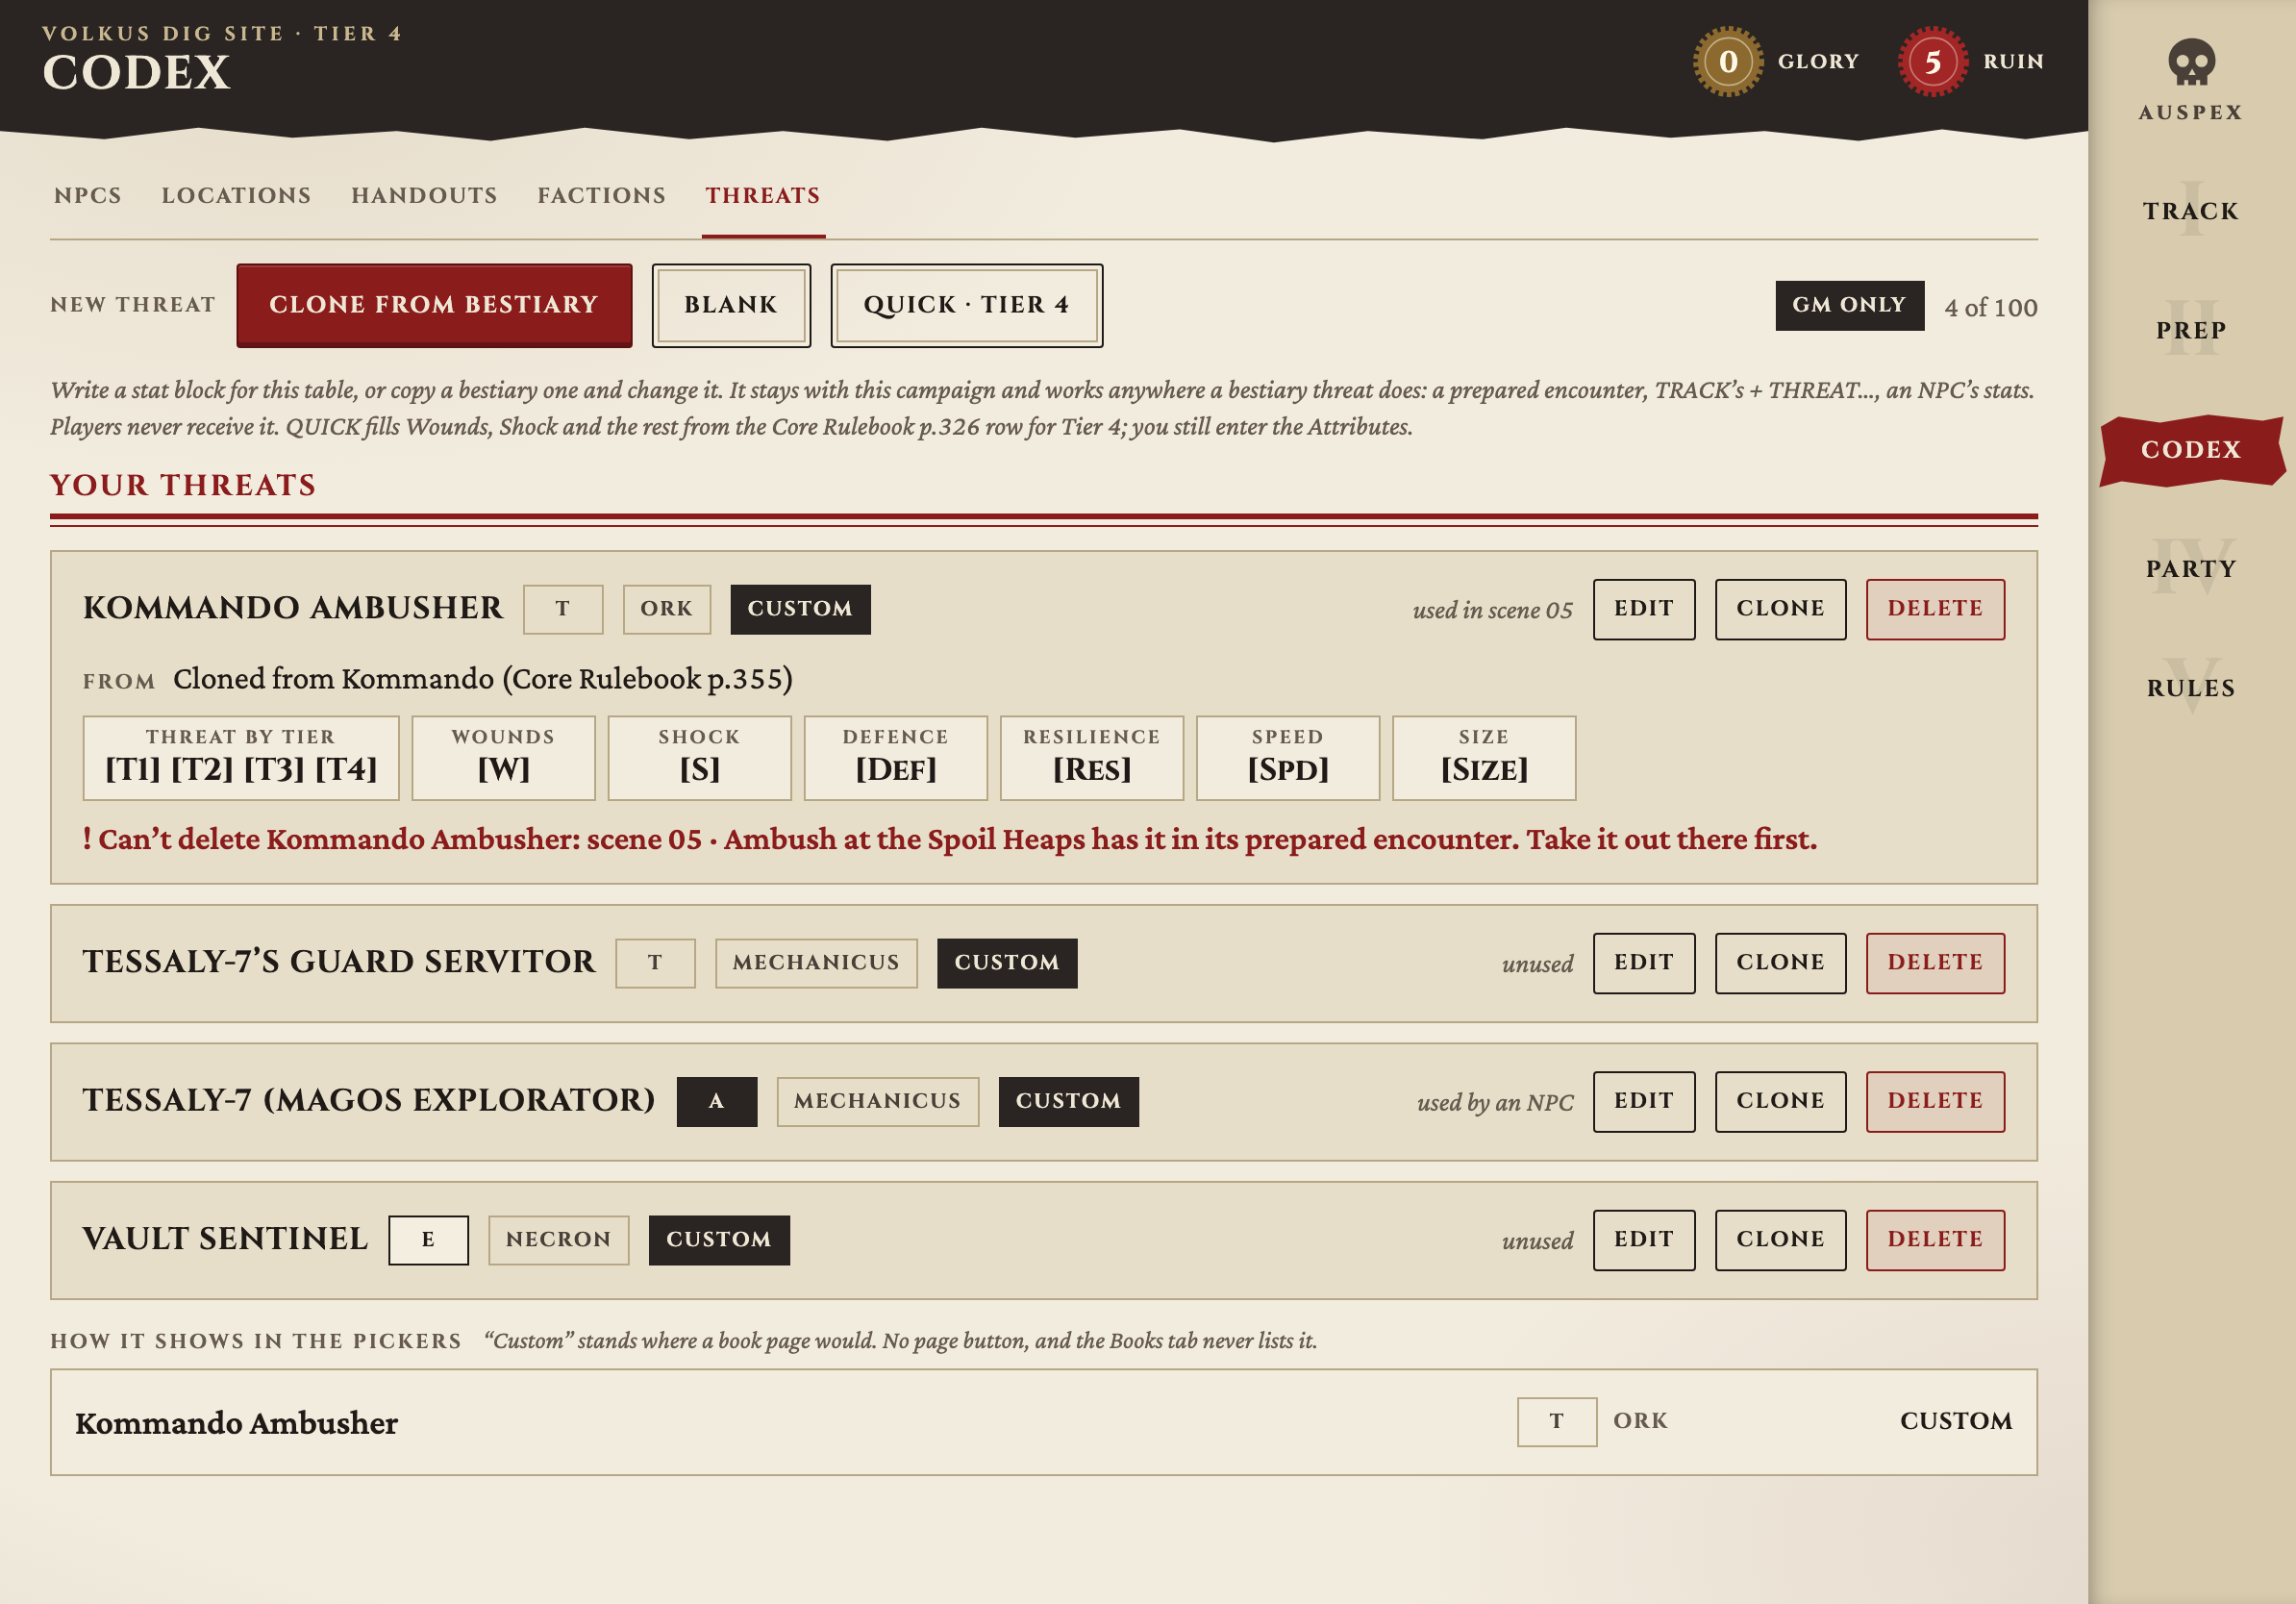 VOLKUS DIG SITE · TIER 4
CODEX
0 GLORY 5 RUIN
NPCS LOCATIONS HANDOUTS FACTIONS THREATS
NEW THREAT CLONE FROM BESTIARY BLANK QUICK · TIER 4 GM ONLY 4 of 100
Write a stat block for this table, or copy a bestiary one and change it. It stays with this campaign and works anywhere a bestiary threat does: a prepared encounter, TRACK’s + THREAT…, an NPC’s stats.
Players never receive it. QUICK fills Wounds, Shock and the rest from the Core Rulebook p.326 row for Tier 4; you still enter the Attributes.
YOUR THREATS
KOMMANDO AMBUSHER T ORK CUSTOM used in scene 05 EDIT CLONE DELETE
FROM Cloned from Kommando (Core Rulebook p.355)
THREAT BY TIER WOUNDS SHOCK DEFENCE RESILIENCE SPEED SIZE
[T1] [T2] [T3] [T4] [W] [S] [DEF] [RES] [SPD] [SIZE]
! Can’t delete Kommando Ambusher: scene 05 · Ambush at the Spoil Heaps has it in its prepared encounter. Take it out there first.
TESSALY-7’S GUARD SERVITOR T MECHANICUS CUSTOM unused EDIT CLONE DELETE
TESSALY-7 (MAGOS EXPLORATOR) A MECHANICUS CUSTOM used by an NPC EDIT CLONE DELETE
VAULT SENTINEL E NECRON CUSTOM unused EDIT CLONE DELETE
HOW IT SHOWS IN THE PICKERS “Custom” stands where a book page would. No page button, and the Books tab never lists it.
Kommando Ambusher T ORK CUSTOM
AUSPEX
I
TRACK
II
PREP
CODEX
IV
PARTY
V
RULES